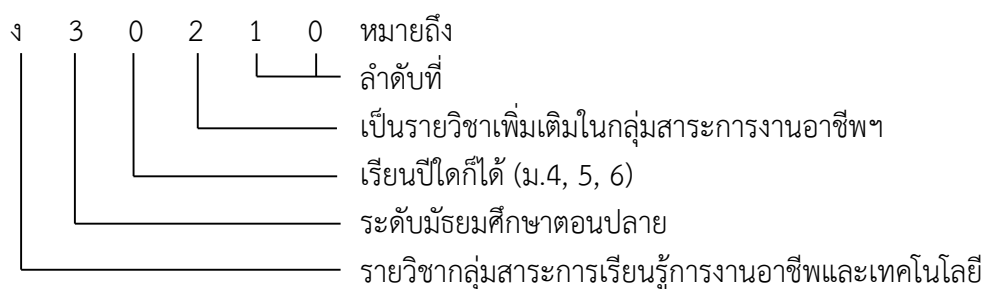 ง 3 0 2 1 0 หมายถึง
ลำดับที่
เป็นรายวิชาเพิ่มเติมในกลุ่มสาระการงานอาชีพฯ
เรียนปีใดก็ได้ (ม.4, 5, 6)
ระดับมัธยมศึกษาตอนปลาย
รายวิชากลุ่มสาระการเรียนรู้การงานอาชีพและเทคโนโลยี